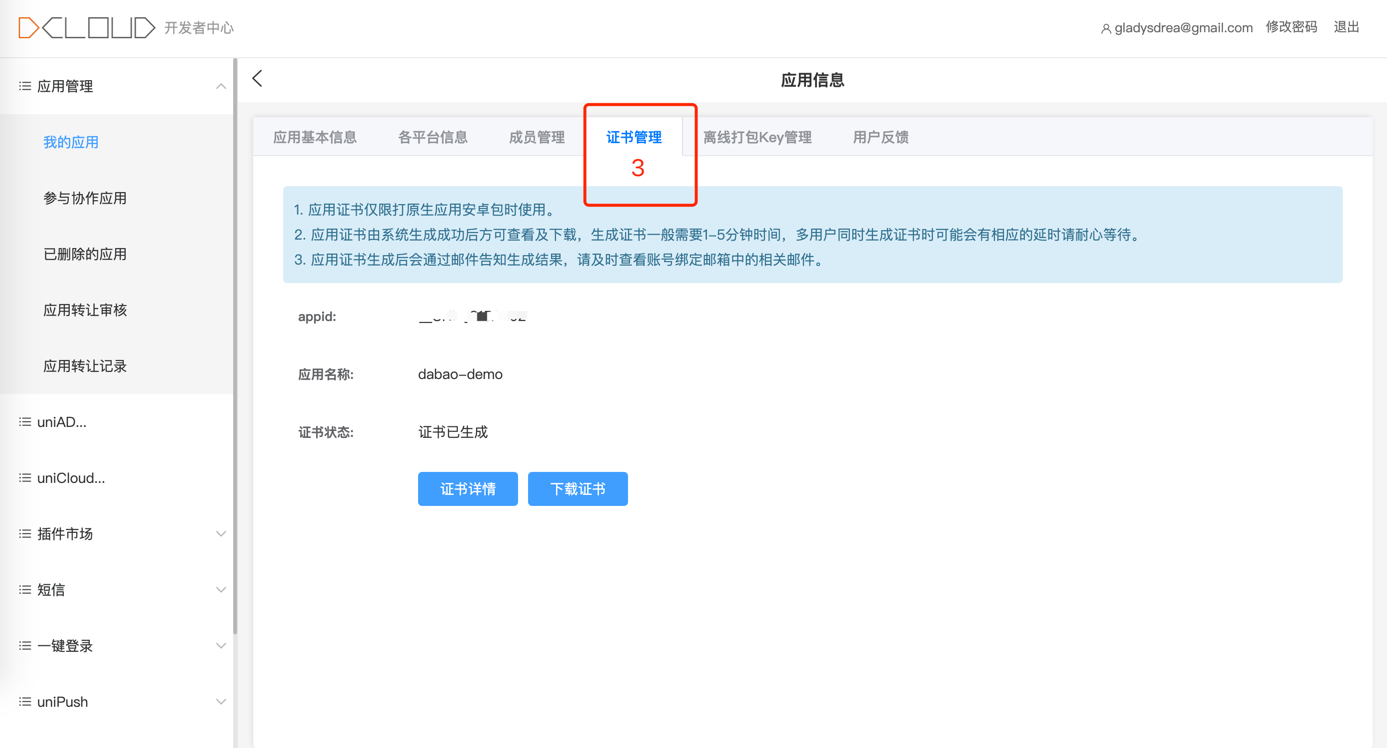 DCLOUD 开发者中心
gladysdrea@gmail.com 修改密码 退出
应用管理
我的应用
参与协作应用
已删除的应用
应用转让审核
应用转让记录
uniAD...
uniCloud...
插件市场
短信
一键登录
uniPush
应用信息
应用基本信息 各平台信息 成员管理 证书管理 离线打包Key管理 用户反馈
3
1. 应用证书仅限打原生应用安卓包时使用。
2. 应用证书由系统生成成功后方可查看及下载，生成证书一般需要1-5分钟时间，多用户同时生成证书时可能会有相应的延时请耐心等待。
3. 应用证书生成后会通过邮件告知生成结果，请及时查看账号绑定邮箱中的相关邮件。
appid:
应用名称: dabao-demo
证书状态: 证书已生成
证书详情 下载证书